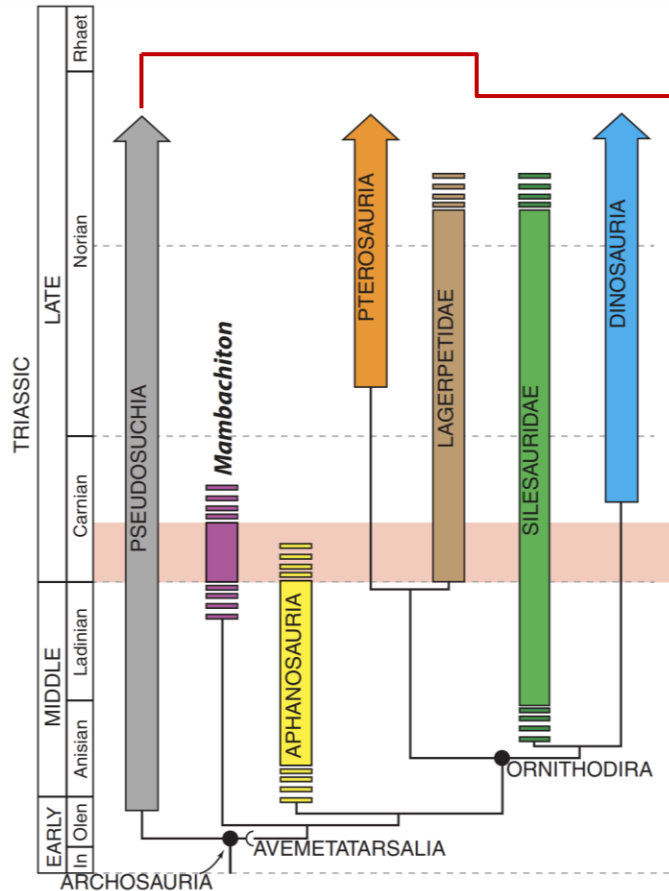 TRIASSIC
LATE
MIDDLE
EARLY
Rhaet
Norian
Carnian
Ladinian
Anisian
Olen
In
PSEUDOSUCHIA
Mambachiton
APHANOSAURIA
PTEROSAURIA
LAGERPETIDAE
SILESAURIDAE
DINOSAURIA
ORNITHODIRA
AVEMETATARSALIA
ARCHOSAURIA